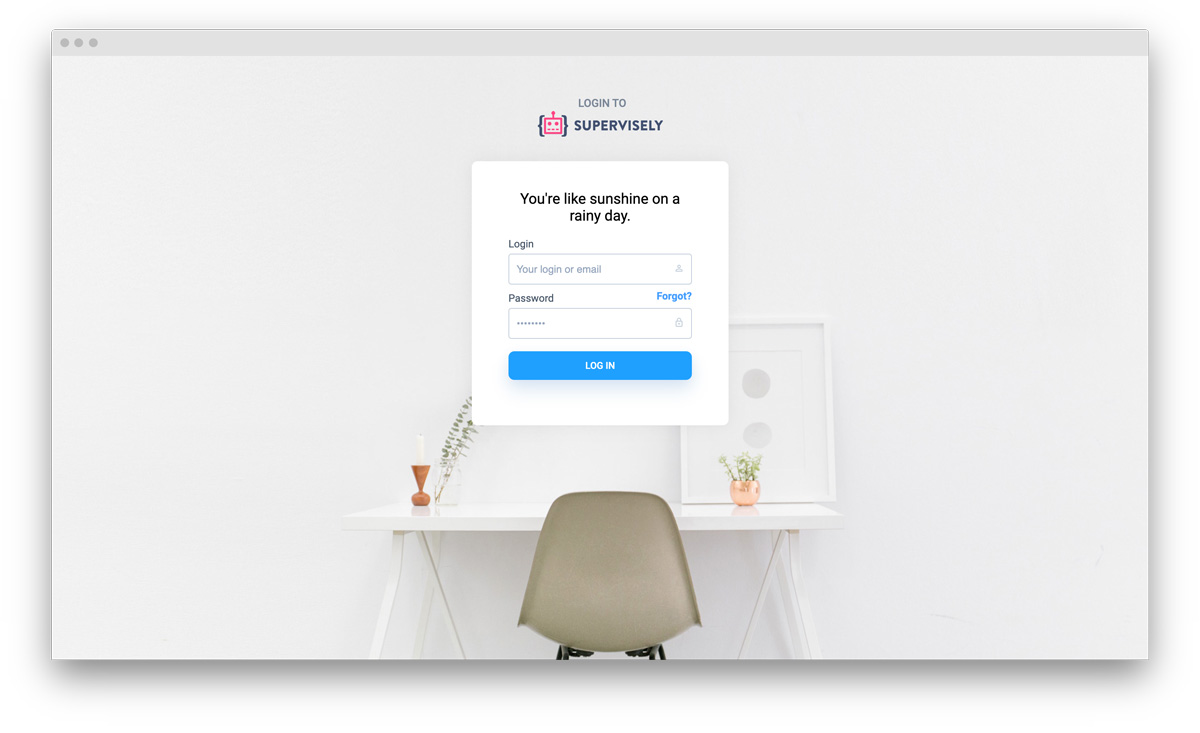 LOGIN TO
SUPERVISELY
You're like sunshine on a
rainy day.
Login
Your login or email
Password Forgot?
••••••••
LOG IN